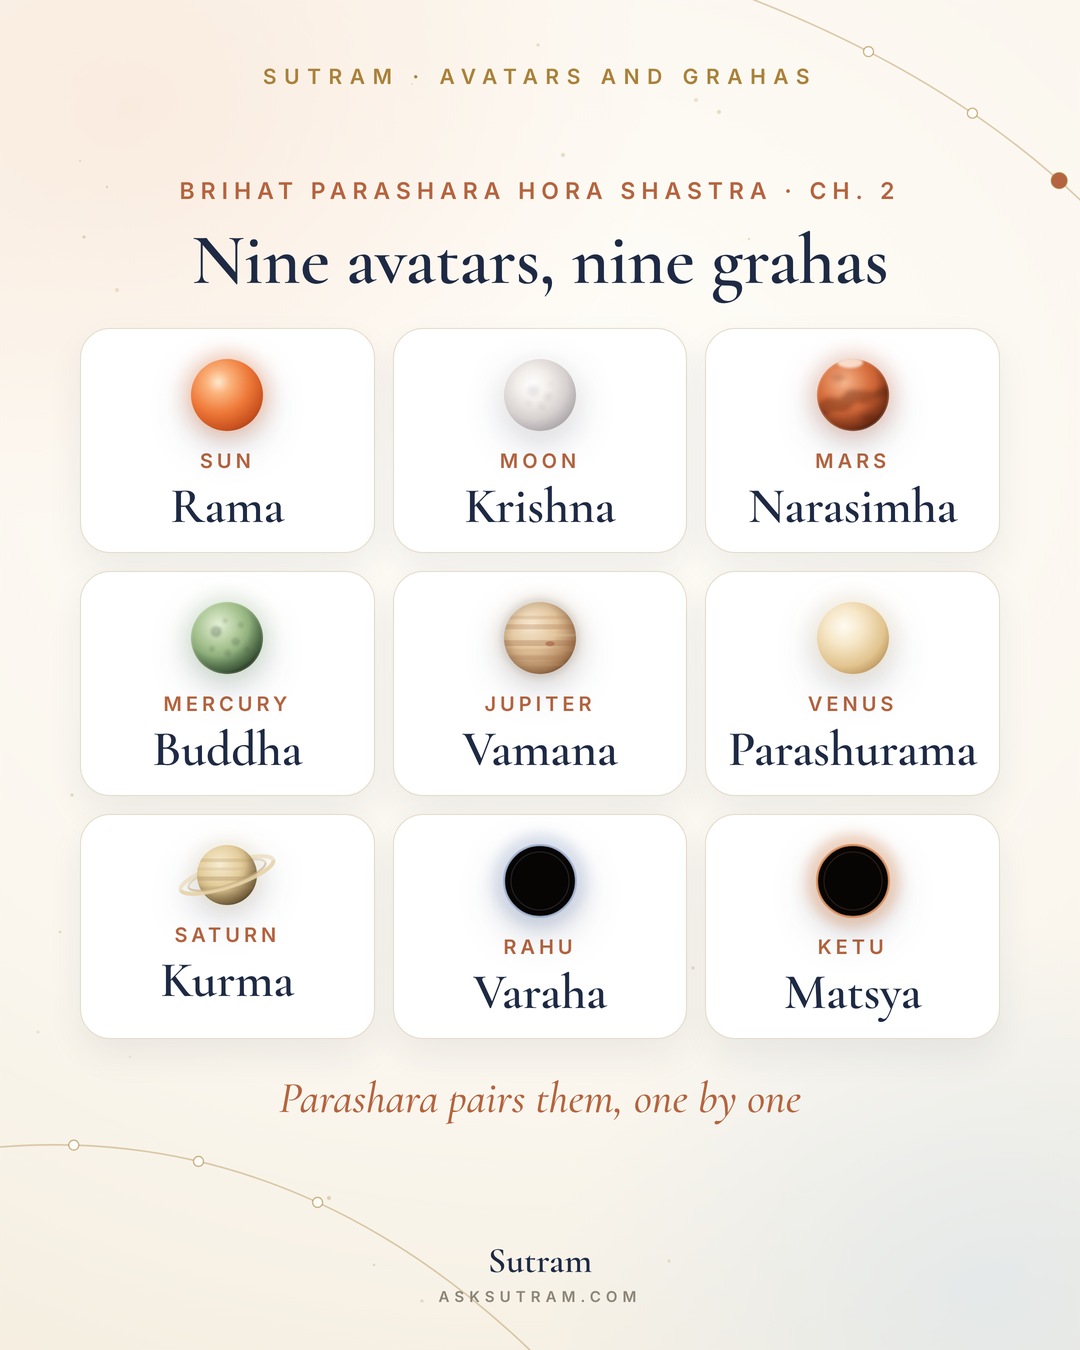 SUTRAM · AVATARS AND GRAHAS
BRIHAT PARASHARA HORA SHASTRA · CH. 2
Nine avatars, nine grahas
SUN
Rama
MOON
Krishna
MARS
Narasimha
MERCURY
Buddha
JUPITER
Vamana
VENUS
Parashurama
SATURN
Kurma
RAHU
Varaha
KETU
Matsya
Parashara pairs them, one by one
Sutram
ASKSUTRAM.COM